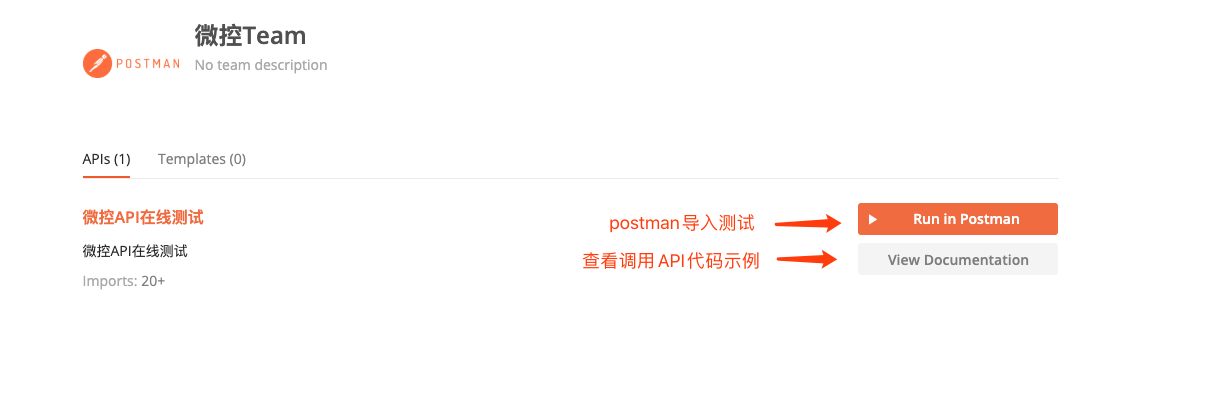 微控Team
POSTMAN
No team description
APIs (1)
Templates (0)
微控API在线测试
postman导入测试
Run in Postman
微控API在线测试
查看调用API代码示例
View Documentation
Imports: 20+